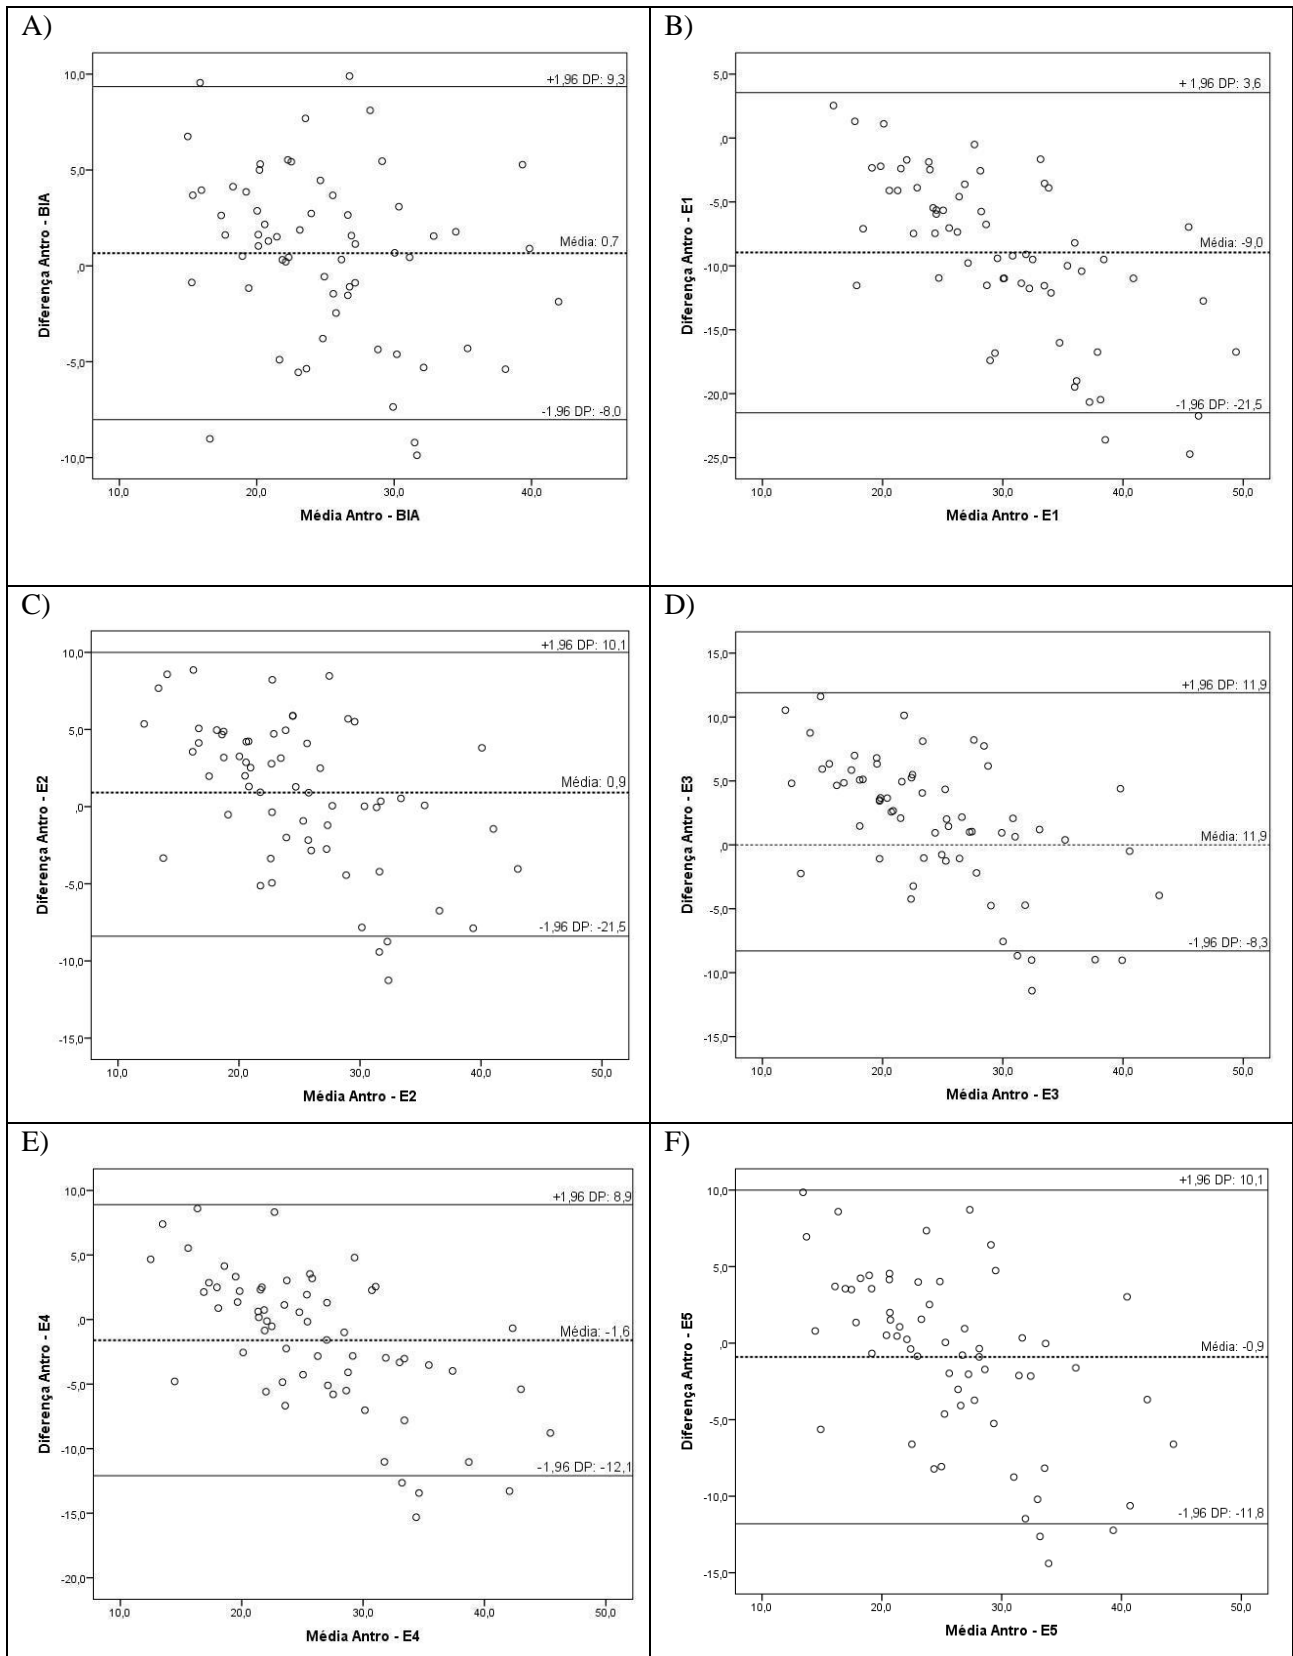 A)
10,0
5,0
,0
-5,0
-10,0
Diferença Antro - BIA
+1,96 DP: 9,3
Média: 0,7
-1,96 DP: -8,0
10,0 20,0 30,0 40,0
Média Antro - BIA
B)
5,0
,0
-5,0
-10,0
-15,0
-20,0
-25,0
Diferença Antro - E1
+ 1,96 DP: 3,6
Média: -9,0
-1,96 DP: -21,5
10,0 20,0 30,0 40,0 50,0
Média Antro - E1
C)
10,0
5,0
,0
-5,0
-10,0
-15,0
Diferença Antro - E2
+1,96 DP: 10,1
Média: 0,9
-1,96 DP: -21,5
10,0 20,0 30,0 40,0 50,0
Média Antro - E2
D)
15,0
10,0
5,0
,0
-5,0
-10,0
-15,0
Diferença Antro - E3
+1,96 DP: 11,9
Média: 11,9
-1,96 DP: -8,3
10,0 20,0 30,0 40,0 50,0
Média Antro - E3
E)
10,0
5,0
,0
-5,0
-10,0
-15,0
-20,0
Diferença Antro - E4
+1,96 DP: 8,9
Média: -1,6
-1,96 DP: -12,1
10,0 20,0 30,0 40,0 50,0
Média Antro - E4
F)
10,0
5,0
,0
-5,0
-10,0
-15,0
Diferença Antro - E5
+1,96 DP: 10,1
Média: -0,9
-1,96 DP: -11,8
10,0 20,0 30,0 40,0 50,0
Média Antro - E5